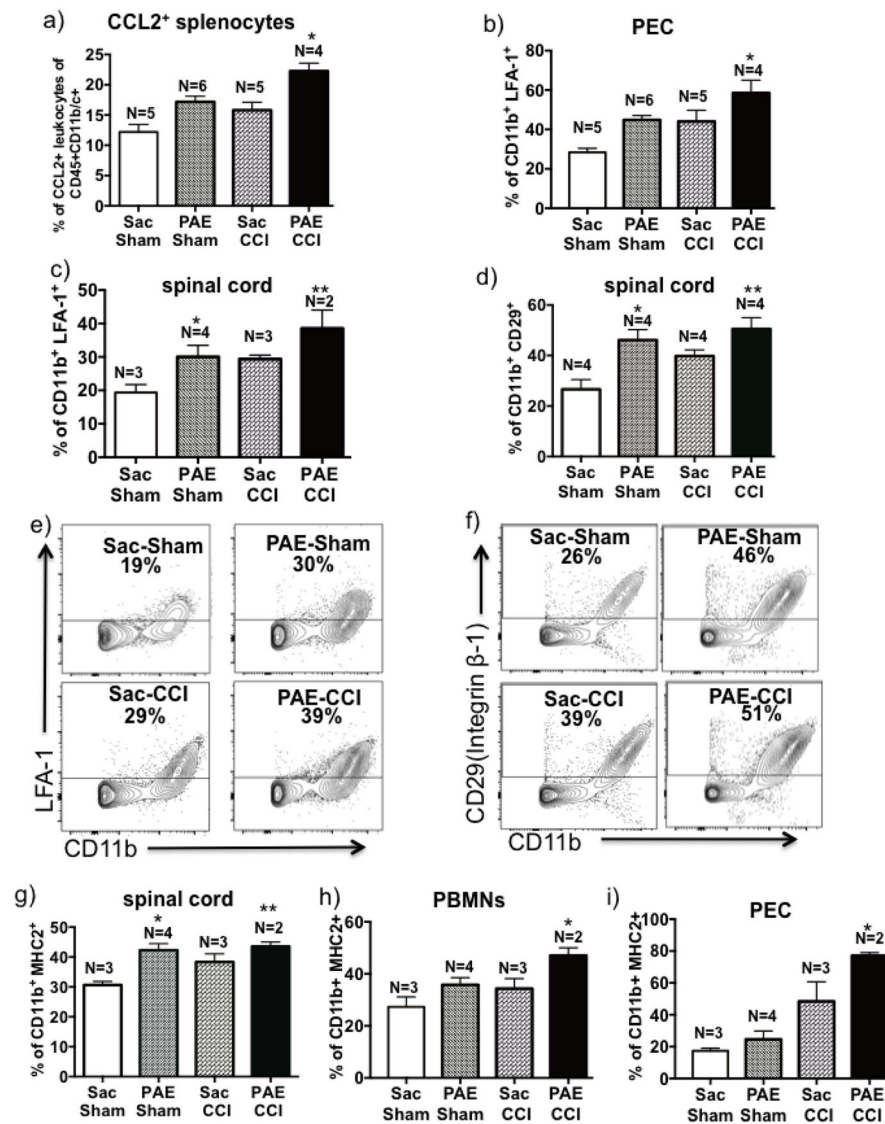 a) CCL2⁺ splenocytes
*
N=4
N=6
N=5
N=5
% of CCL2+ leukocytes of
CD45+CD11b/c+
25
20
15
10
5
0
Sac PAE Sac PAE
Sham Sham CCI CCI
b) PEC
*
N=4
N=5
N=6
N=5
% of CD11b⁺ LFA-1⁺
80
60
40
20
0
Sac PAE Sac PAE
Sham Sham CCI CCI
c) spinal cord
**
N=2
*
N=4
N=3
N=3
% of CD11b⁺ LFA-1⁺
50
40
30
20
10
0
Sac PAE Sac PAE
Sham Sham CCI CCI
d) spinal cord
**
N=4
*
N=4
N=4
N=4
% of CD11b⁺ CD29⁺
60
40
20
0
Sac PAE Sac PAE
Sham Sham CCI CCI
e)
Sac-Sham
19%
PAE-Sham
30%
Sac-CCI
29%
PAE-CCI
39%
LFA-1
CD11b
f)
Sac-Sham
26%
PAE-Sham
46%
Sac-CCI
39%
PAE-CCI
51%
CD29(Integrin β-1)
CD11b
g) spinal cord
**
N=2
*
N=4
N=3
N=3
% of CD11b⁺ MHC2⁺
50
40
30
20
10
0
Sac PAE Sac PAE
Sham Sham CCI CCI
h) PBMNs
*
N=2
N=4
N=3
N=3
% of CD11b+ MHC2+
60
40
20
0
Sac PAE Sac PAE
Sham Sham CCI CCI
i) PEC
*
N=2
N=3
N=4
N=3
% of CD11b+ MHC2+
100
80
60
40
20
0
Sac PAE Sac PAE
Sham Sham CCI CCI